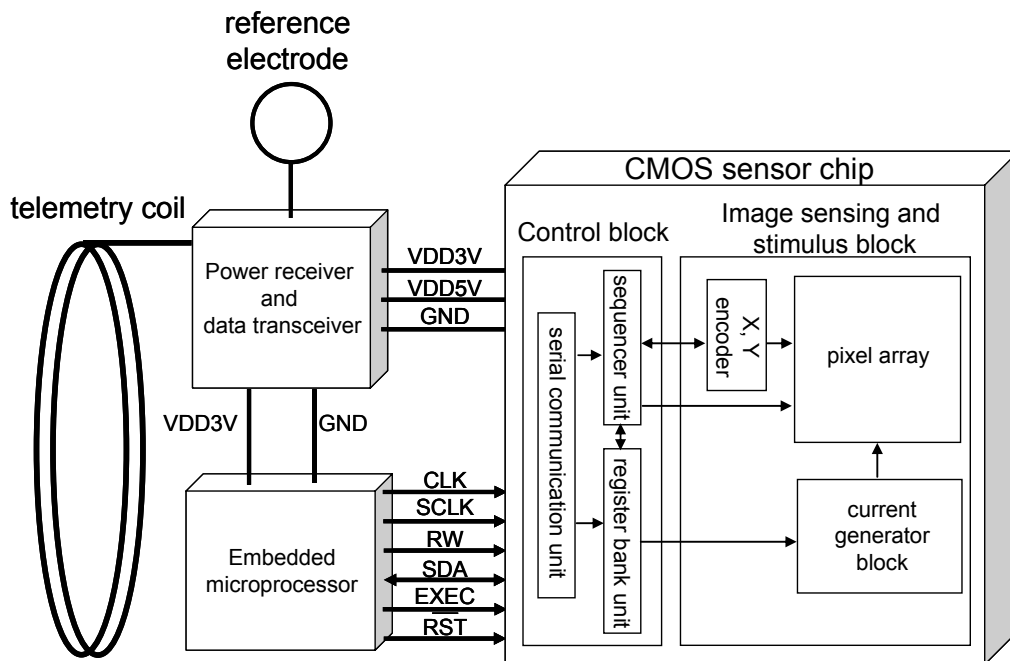 reference
electrode
telemetry coil
Power receiver
and
data transceiver
VDD3V
VDD5V
GND
VDD3V
GND
Embedded
microprocessor
CLK
SCLK
RW
SDA
EXEC
RST
CMOS sensor chip
Control block
serial communication unit
sequencer unit
register bank unit
Image sensing and
stimulus block
X, Y
encoder
pixel array
current
generator
block